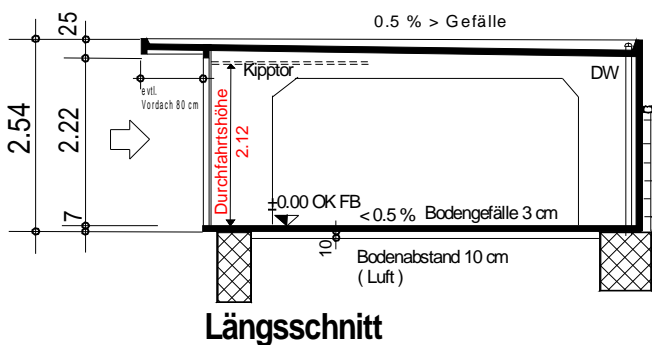 0.5 % > Gefälle
25
2.54
2.22
7
evtl.
Vordach 80 cm
Kipptor
DW
Durchfahrtshöhe
2.12
±0.00 OK FB
< 0.5 % Bodengefälle 3 cm
10
Bodenabstand 10 cm
( Luft )
Längsschnitt